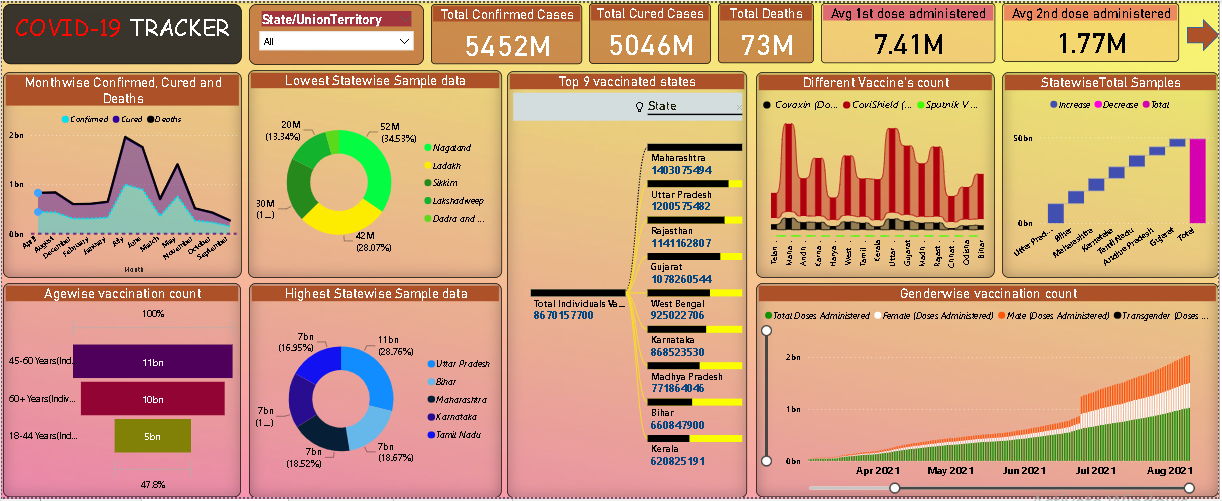 COVID-19 TRACKER
State/UnionTerritory
All
Total Confirmed Cases
5452M
Total Cured Cases
5046M
Total Deaths
73M
Avg 1st dose administered
7.41M
Avg 2nd dose administered
1.77M
Monthwise Confirmed, Cured and
Deaths
Confirmed Cured Deaths
2bn
1bn
0bn
April
August
December
February
January
July
June
March
May
November
October
September
Month
Lowest Statewise Sample data
20M
(13.34%)
52M
(34.53%)
30M
(1...)
42M
(28.07%)
Nagaland
Ladakh
Sikkim
Lakshadweep
Dadra and ...
Top 9 vaccinated states
State
Total Individuals Va...
8670157700
Maharashtra
1403075494
Uttar Pradesh
1200575482
Rajasthan
1141162807
Gujarat
1078260544
West Bengal
925022706
Karnataka
868523530
Madhya Pradesh
771864046
Bihar
660847900
Kerala
620825191
Different Vaccine's count
Covaxin (Do... CoviShield (... Sputnik V ...
Telan...
Maha...
Andh...
Karna...
Harya...
West ...
Tamil...
Kerala
Uttar ...
Gujarat
Madh...
Rajast...
Chhat...
Odisha
Bihar
StatewiseTotal Samples
Increase Decrease Total
50bn
0bn
Uttar Prad...
Bihar
Maharashtra
Karnataka
Tamil Nadu
Andhra Pradesh
Gujarat
Total
Agewise vaccination count
100%
45-60 Years(Ind...
11bn
60+ Years(Indiv...
10bn
18-44 Years(Ind...
5bn
47.8%
Highest Statewise Sample data
7bn
(16.95%)
11bn
(28.76%)
7bn
(1...)
7bn
(18.52%)
7bn
(18.67%)
Uttar Pradesh
Bihar
Maharashtra
Karnataka
Tamil Nadu
Genderwise vaccination count
Total Doses Administered Female (Doses Administered) Male (Doses Administered) Transgender (Doses ...
2bn
1bn
0bn
Apr 2021 May 2021 Jun 2021 Jul 2021 Aug 2021